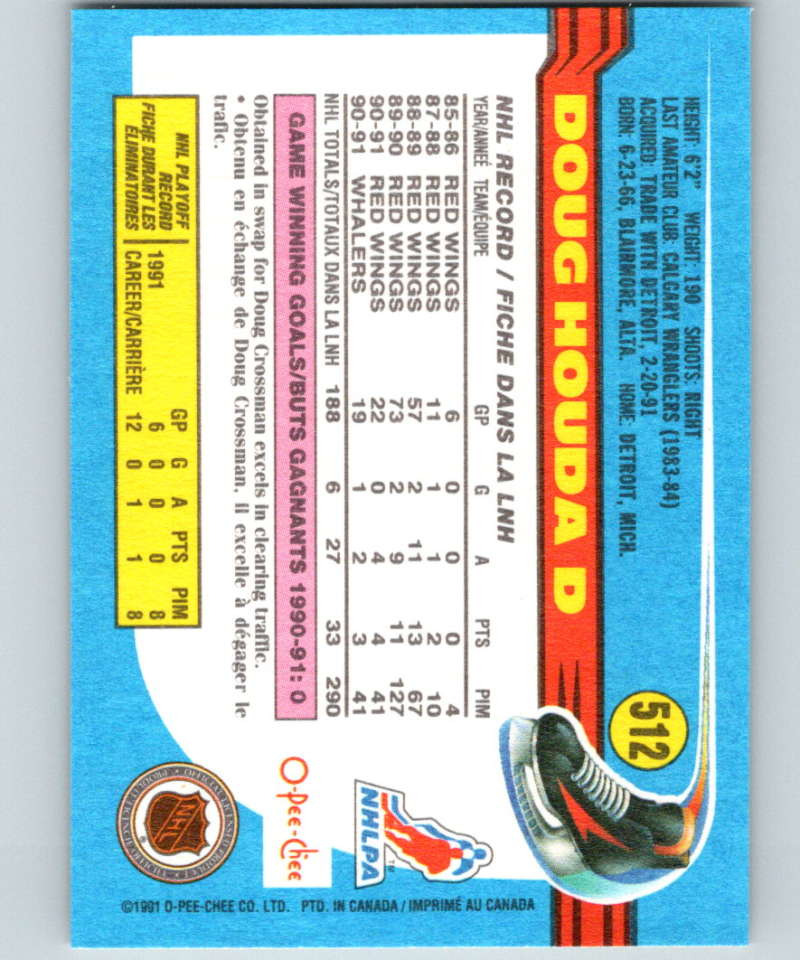 HEIGHT: 6'2" WEIGHT: 190 SHOOTS: RIGHT
LAST AMATEUR CLUB: CALGARY WRANGLERS (1983-84)
ACQUIRED: TRADE WITH DETROIT, 2-20-91
BORN: 6-23-66, BLAIRMORE, ALTA. HOME: DETROIT, MICH.
512
DOUG HOUDA D
NHL RECORD / FICHE DANS LA LNH
YEAR/ANNÉE TEAM/ÉQUIPE GP G A PTS PIM
85-86 RED WINGS 6 0 0 0 4
87-88 RED WINGS 11 1 1 2 10
88-89 RED WINGS 57 2 11 13 67
89-90 RED WINGS 73 2 9 11 127
90-91 RED WINGS 22 0 4 4 41
90-91 WHALERS 19 1 2 3 41
NHL TOTALS/TOTAUX DANS LA LNH 188 6 27 33 290
GAME WINNING GOALS/BUTS GAGNANTS 1990-91: 0
Obtained in swap for Doug Crossman excels in clearing traffic.
• Obtenu en échange de Doug Crossman, il excelle à dégager le
trafic.
NHL PLAYOFF
RECORD
FICHE DURANT LES
ÉLIMINATOIRES
GP G A PTS PIM
1991 6 0 0 0 8
CAREER/CARRIÈRE 12 0 1 1 8
NHLPA
TM
O-Pee-Chee
NHL
®
©1991 O-PEE-CHEE CO. LTD. PTD. IN CANADA / IMPRIMÉ AU CANADA